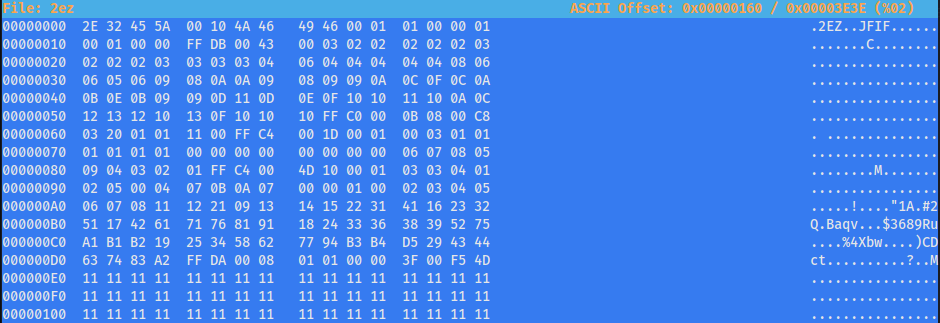 File: 2ez ASCII Offset: 0x00000160 / 0x00003E3E (%02)
00000000 2E 32 45 5A 00 10 4A 46 49 46 00 01 01 00 00 01 .2EZ..JFIF......
00000010 00 01 00 00 FF DB 00 43 00 03 02 02 02 02 02 03 .......C........
00000020 02 02 02 03 03 03 03 04 06 04 04 04 04 04 08 06 ................
00000030 06 05 06 09 08 0A 0A 09 08 09 09 0A 0C 0F 0C 0A ................
00000040 0B 0E 0B 09 09 0D 11 0D 0E 0F 10 10 11 10 0A 0C ................
00000050 12 13 12 10 13 0F 10 10 10 FF C0 00 0B 08 00 C8 ................
00000060 03 20 01 01 11 00 FF C4 00 1D 00 01 00 03 01 01 . ..............
00000070 01 01 01 01 00 00 00 00 00 00 00 00 06 07 08 05 ................
00000080 09 04 03 02 01 FF C4 00 4D 10 00 01 03 03 04 01 ........M.......
00000090 02 05 00 04 07 0B 0A 07 00 00 01 00 02 03 04 05 ................
000000A0 06 07 08 11 12 21 09 13 14 15 22 31 41 16 23 32 .....!...."1A.#2
000000B0 51 17 42 61 71 76 81 91 18 24 33 36 38 39 52 75 Q.Baqv...$3689Ru
000000C0 A1 B1 B2 19 25 34 58 62 77 94 B3 B4 D5 29 43 44 ....%4Xbw....)CD
000000D0 63 74 83 A2 FF DA 00 08 01 01 00 00 3F 00 F5 4D ct..........?..M
000000E0 11 11 11 11 11 11 11 11 11 11 11 11 11 11 11 11 ................
000000F0 11 11 11 11 11 11 11 11 11 11 11 11 11 11 11 11 ................
00000100 11 11 11 11 11 11 11 11 11 11 11 11 11 11 11 11 ................